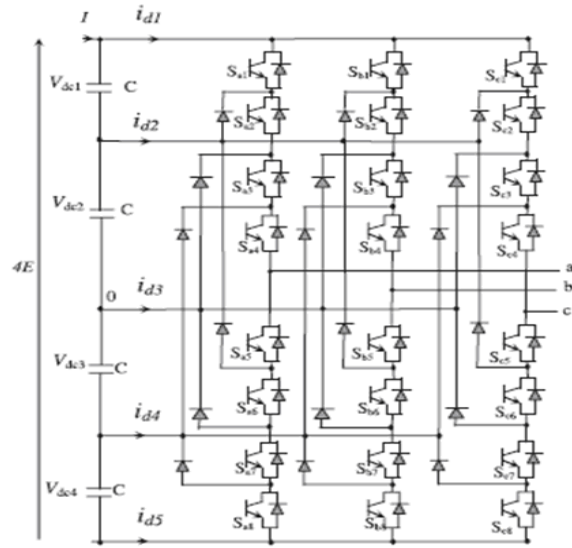 I
i_d1
S_a1
S_b1
S_c1
V_dc1
C
S_a2
S_b2
S_c2
i_d2
S_a3
S_b3
S_c3
V_dc2
C
S_a4
S_b4
S_c4
4E
a
0
i_d3
b
c
S_a5
S_b5
S_c5
V_dc3
C
S_a6
S_b6
S_c6
i_d4
S_a7
S_b7
S_c7
V_dc4
C
S_a8
S_b8
S_c8
i_d5